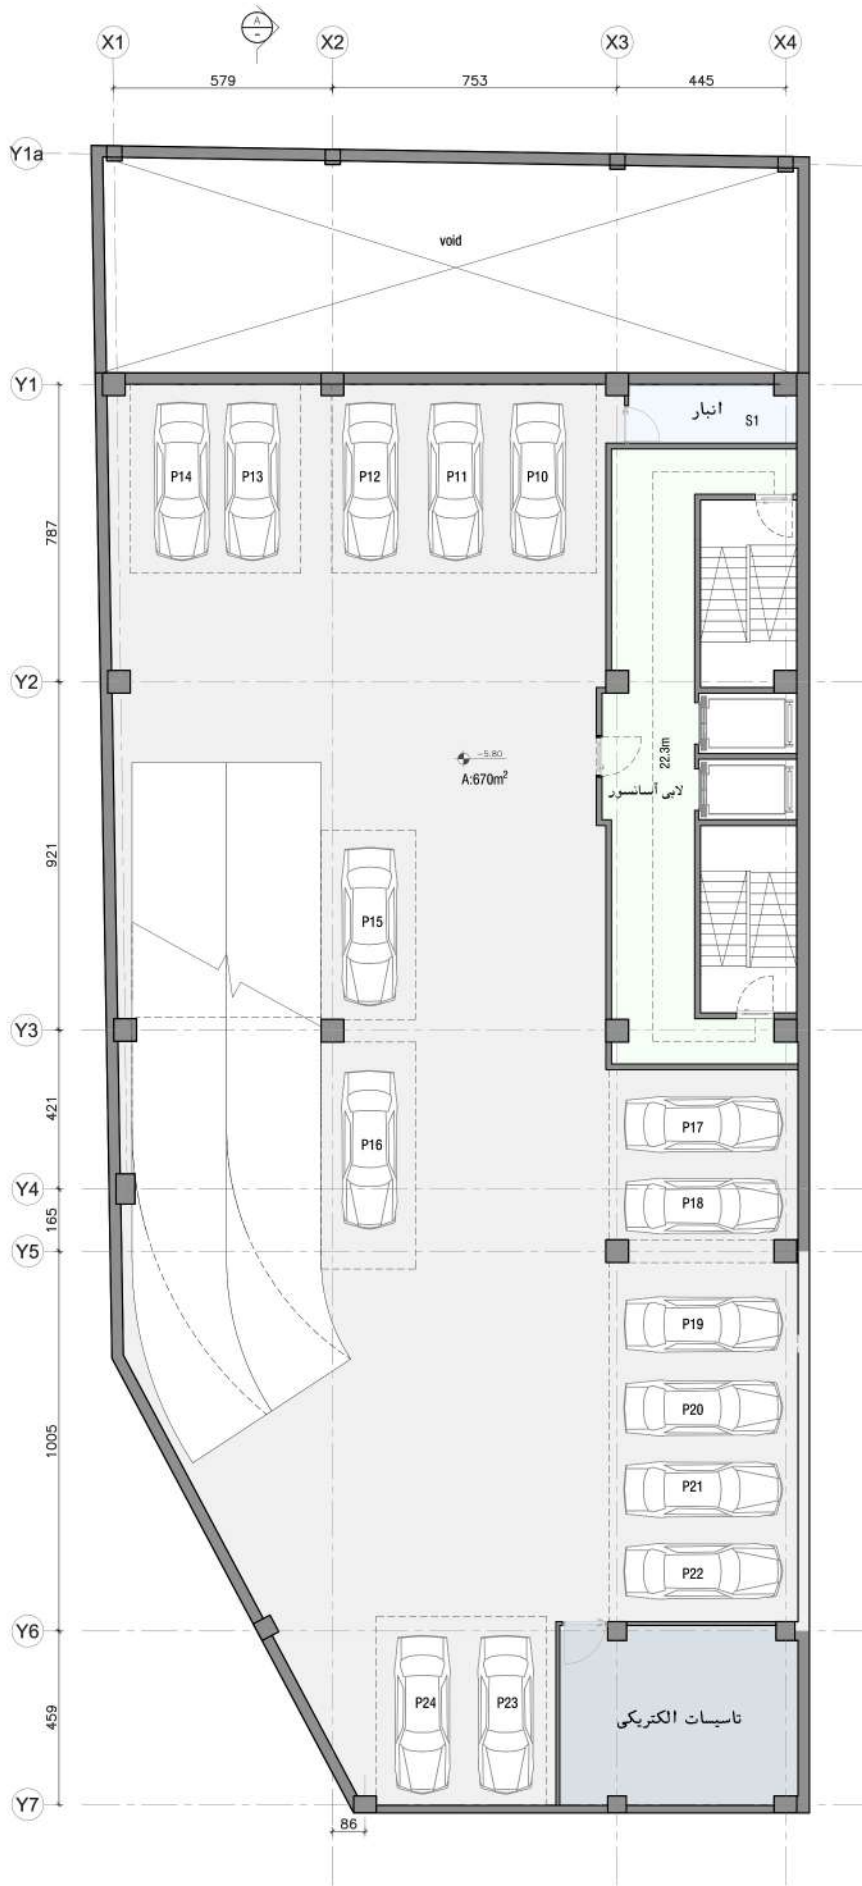 A
-
X1
X2
X3
X4
579
753
445
Y1a
void
Y1
انبار
S1
P14
P13
P12
P11
P10
787
Y2
-5.80
A:670m²
22.3m
لابی آسانسور
921
P15
Y3
421
P17
P16
Y4
P18
165
Y5
P19
P20
1005
P21
P22
Y6
P24
P23
459
تاسیسات الکتریکی
Y7
86